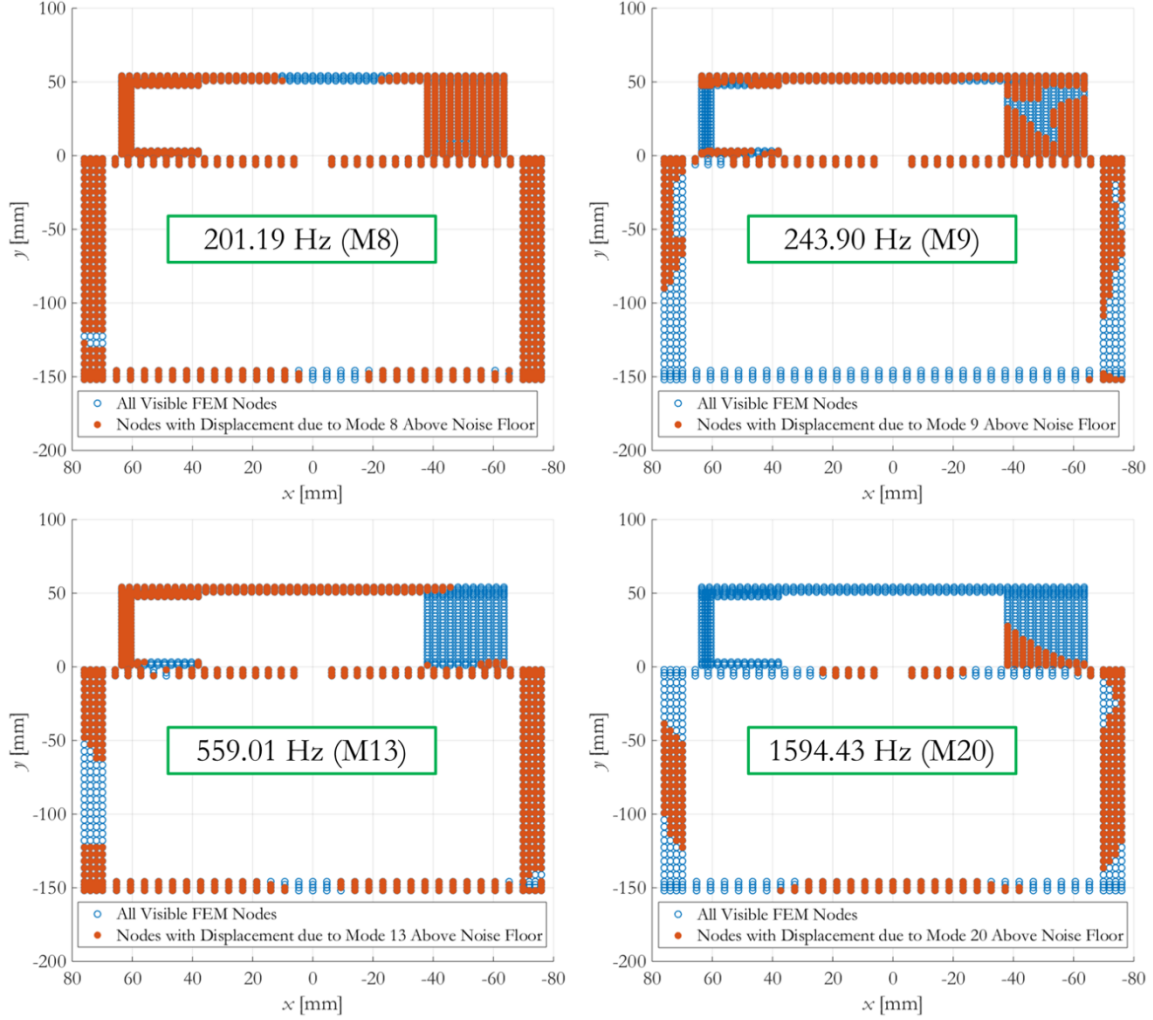 100
50
0
-50
-100
-150
-200
y [mm]
201.19 Hz (M8)
All Visible FEM Nodes
Nodes with Displacement due to Mode 8 Above Noise Floor
80 60 40 20 0 -20 -40 -60 -80
x [mm]
100
50
0
-50
-100
-150
-200
y [mm]
243.90 Hz (M9)
All Visible FEM Nodes
Nodes with Displacement due to Mode 9 Above Noise Floor
80 60 40 20 0 -20 -40 -60 -80
x [mm]
100
50
0
-50
-100
-150
-200
y [mm]
559.01 Hz (M13)
All Visible FEM Nodes
Nodes with Displacement due to Mode 13 Above Noise Floor
80 60 40 20 0 -20 -40 -60 -80
x [mm]
100
50
0
-50
-100
-150
-200
y [mm]
1594.43 Hz (M20)
All Visible FEM Nodes
Nodes with Displacement due to Mode 20 Above Noise Floor
80 60 40 20 0 -20 -40 -60 -80
x [mm]